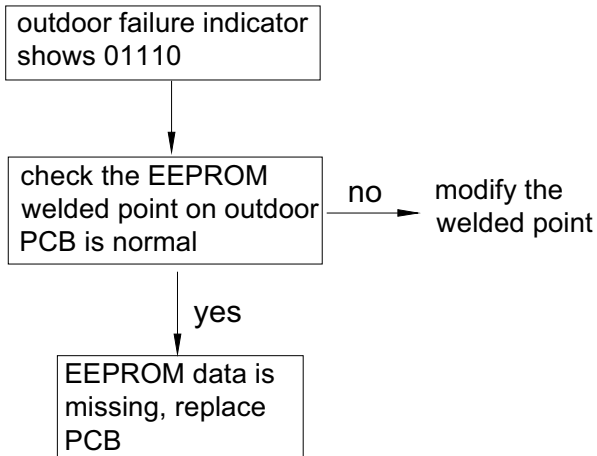 outdoor failure indicator
shows 01110
check the EEPROM
welded point on outdoor
PCB is normal
no
modify the
welded point
yes
EEPROM data is
missing, replace
PCB